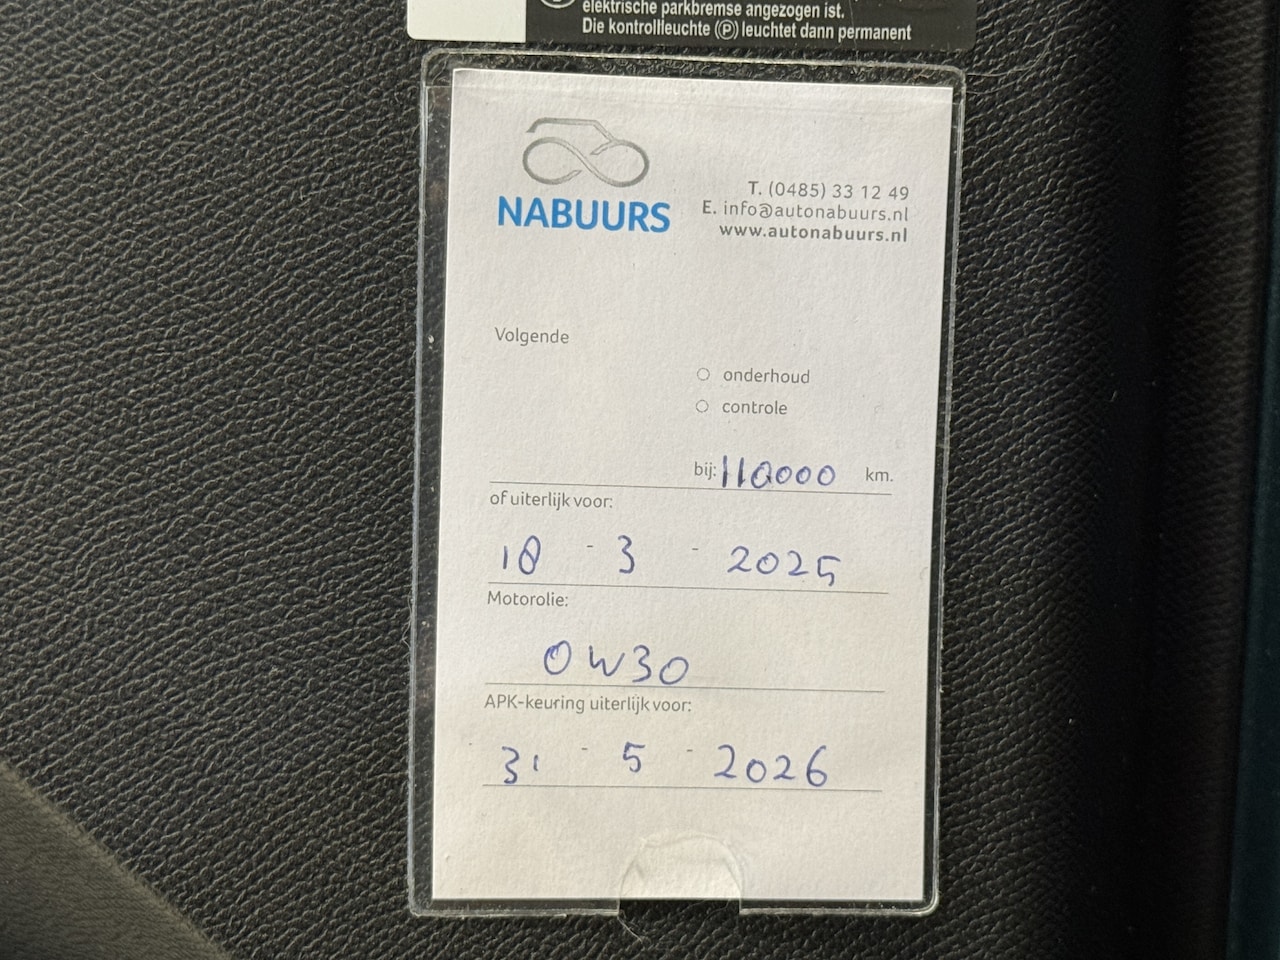 elektrische parkbremse angezogen ist.
Die kontrollleuchte (P) leuchtet dann permanent
NABUURS
T. (0485) 33 12 49
E. info@autonabuurs.nl
www.autonabuurs.nl
Volgende
onderhoud
controle
bij: 110000 km.
of uiterlijk voor:
18 - 3 - 2025
Motorolie:
0W30
APK-keuring uiterlijk voor:
31 - 5 - 2026